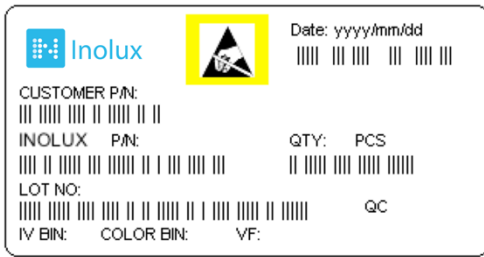 Inolux
Date: yyyy/mm/dd
CUSTOMER P/N:
INOLUX P/N: QTY: PCS
LOT NO:
QC
IV BIN: COLOR BIN: VF: